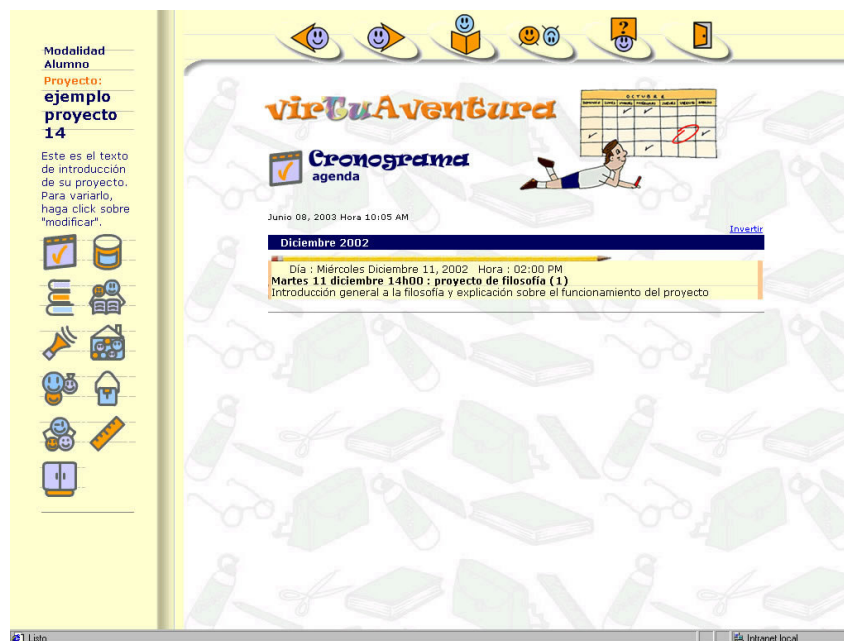 Modalidad
Alumno
Proyecto:
ejemplo
proyecto
14
Este es el texto
de introducción
de su proyecto.
Para variarlo,
haga click sobre
"modificar".
virTuAventura
OCTUBRE
Cronograma
agenda
Junio 08, 2003 Hora 10:05 AM
Invertir
Diciembre 2002
Día : Miércoles Diciembre 11, 2002 Hora : 02:00 PM
Martes 11 diciembre 14h00 : proyecto de filosofía (1)
Introducción general a la filosofía y explicación sobre el funcionamiento del proyecto
Listo
Intranet local